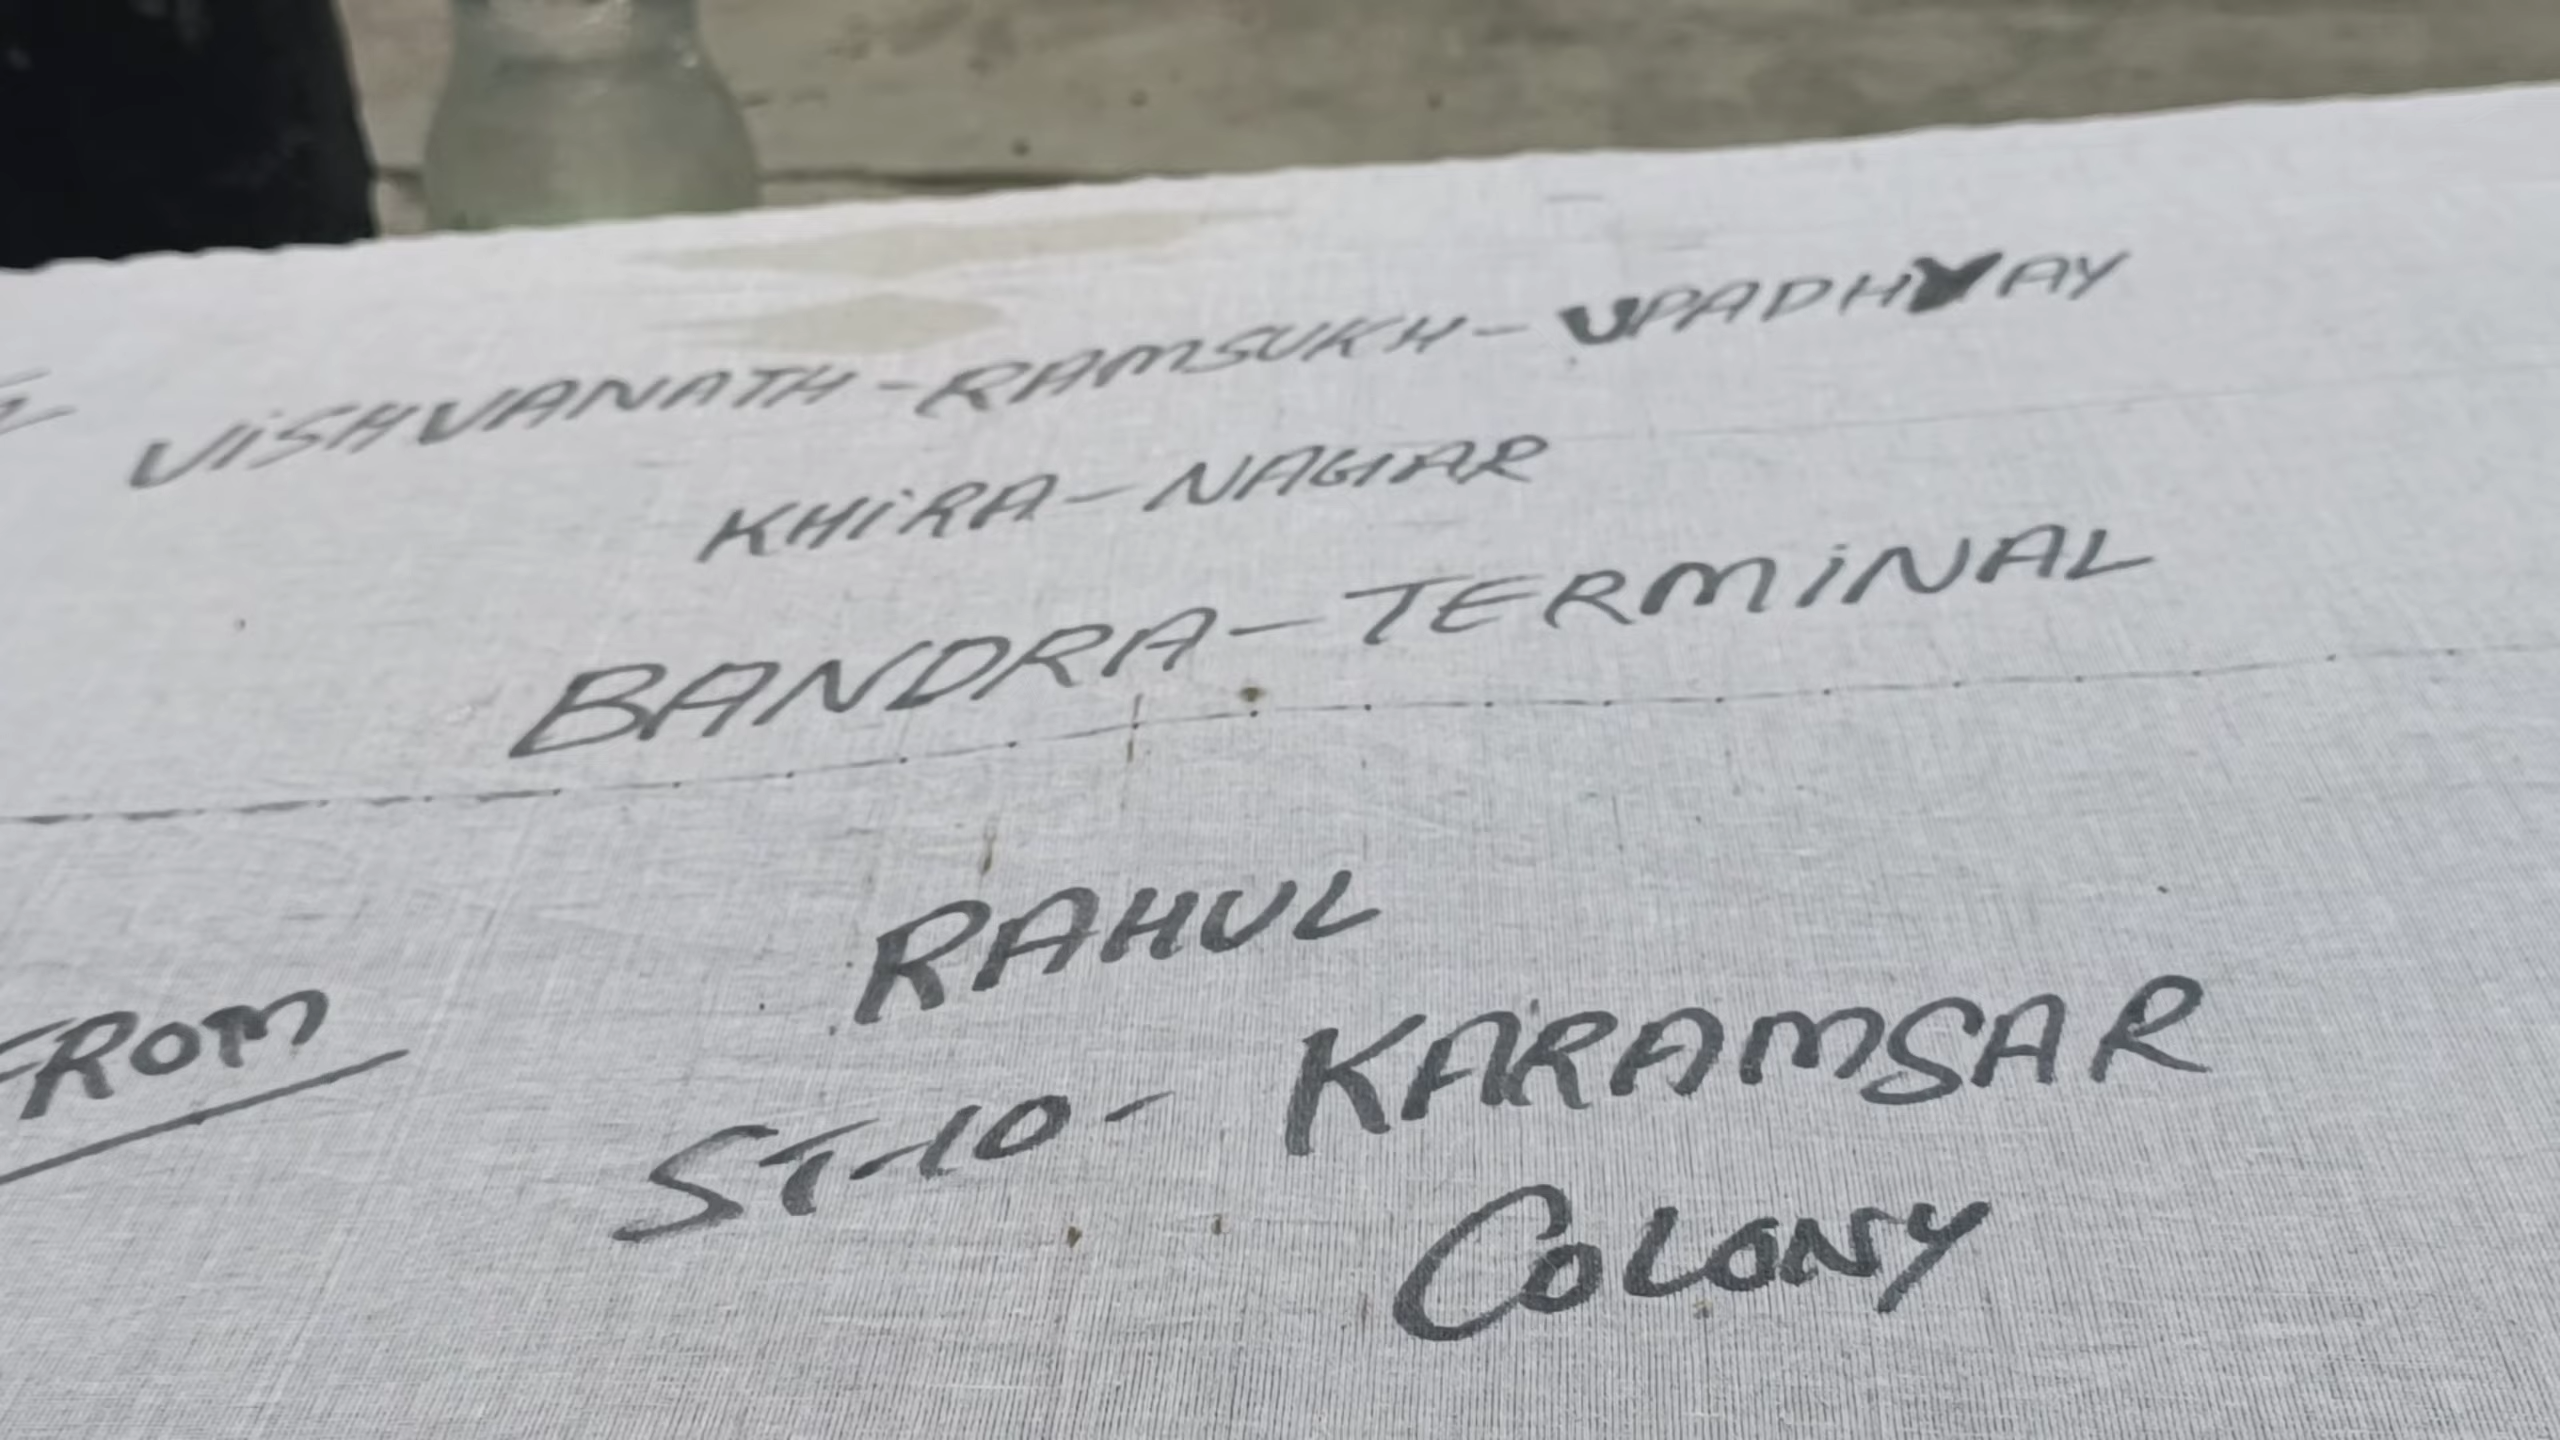 VISHVANATH-RAMSUKH-UPADHYAY
KHIRA-NAGAR
BANDRA-TERMINAL
FROM
RAHUL
ST-10- KARAMSAR
COLONY